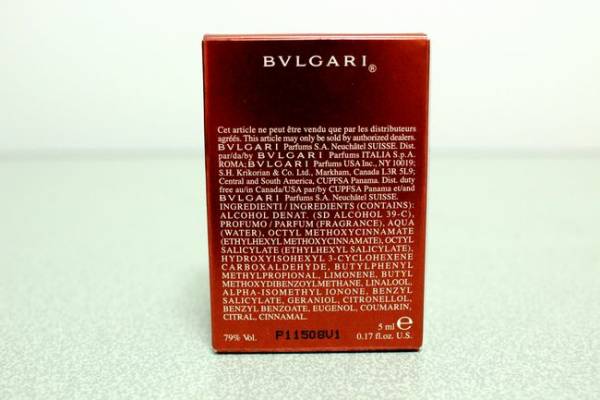 BVLGARI®
Cet article ne peut être vendu que par les distributeurs
agréés. This article may only be sold by authorized dealers.
BVLGARI Parfums S.A. Neuchâtel SUISSE. Dist.
par/da/by BVLGARI Parfums ITALIA S.p.A.
ROMA; BVLGARI Parfums USA Inc., NY 10019;
S.H. Krikorian & Co. Ltd., Markham, Canada L3R 5L9;
Central and South America, CUPFSA Panama. Dist. duty
free au/in Canada/USA par/by CUPFSA Panama et/and
BVLGARI Parfums S.A. Neuchâtel SUISSE.
INGREDIENTI / INGREDIENTS (CONTAINS):
ALCOHOL DENAT. (SD ALCOHOL 39-C),
PROFUMO / PARFUM (FRAGRANCE), AQUA
(WATER), OCTYL METHOXYCINNAMATE
(ETHYLHEXYL METHOXYCINNAMATE), OCTYL
SALICYLATE (ETHYLHEXYL SALICYLATE),
HYDROXYISOHEXYL 3-CYCLOHEXENE
CARBOXALDEHYDE, BUTYLPHENYL
METHYLPROPIONAL, LIMONENE, BUTYL
METHOXYDIBENZOYLMETHANE, LINALOOL,
ALPHA-ISOMETHYL IONONE, BENZYL
SALICYLATE, GERANIOL, CITRONELLOL,
BENZYL BENZOATE, EUGENOL, COUMARIN,
CITRAL, CINNAMAL.
5 ml ℮
79% Vol. P11508V1 0.17 fl.oz. U.S.